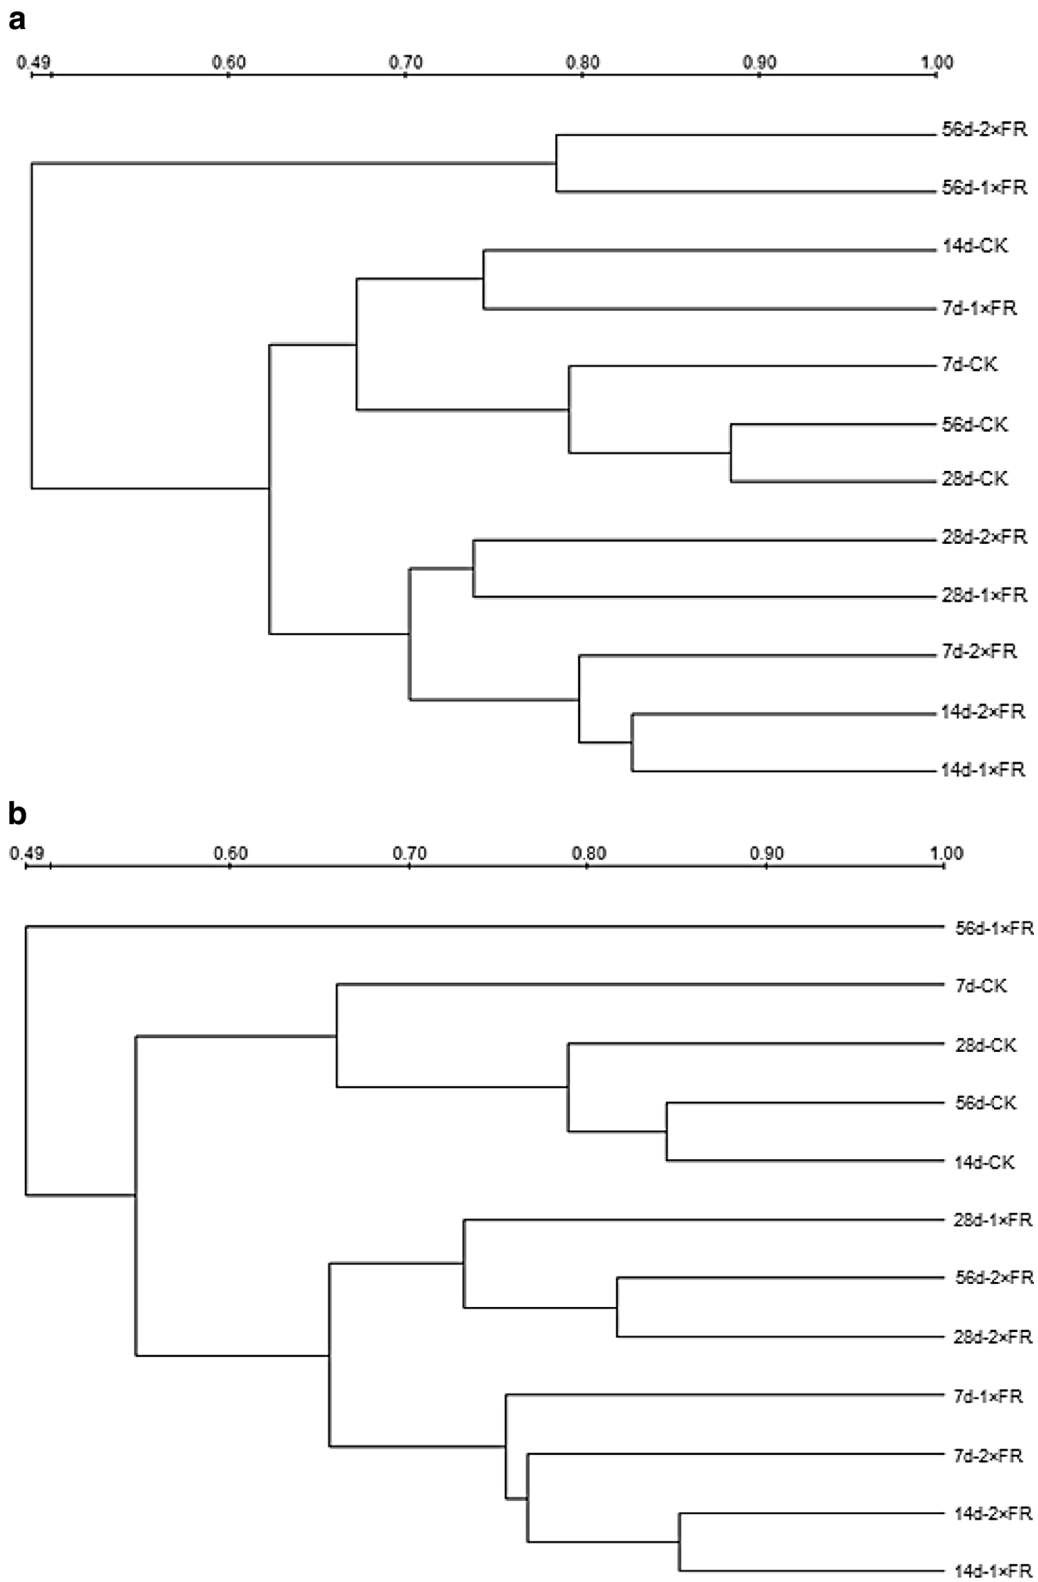 a
0.49 0.60 0.70 0.80 0.90 1.00
56d-2×FR
56d-1×FR
14d-CK
7d-1×FR
7d-CK
56d-CK
28d-CK
28d-2×FR
28d-1×FR
7d-2×FR
14d-2×FR
14d-1×FR
b
0.49 0.60 0.70 0.80 0.90 1.00
56d-1×FR
7d-CK
28d-CK
56d-CK
14d-CK
28d-1×FR
56d-2×FR
28d-2×FR
7d-1×FR
7d-2×FR
14d-2×FR
14d-1×FR